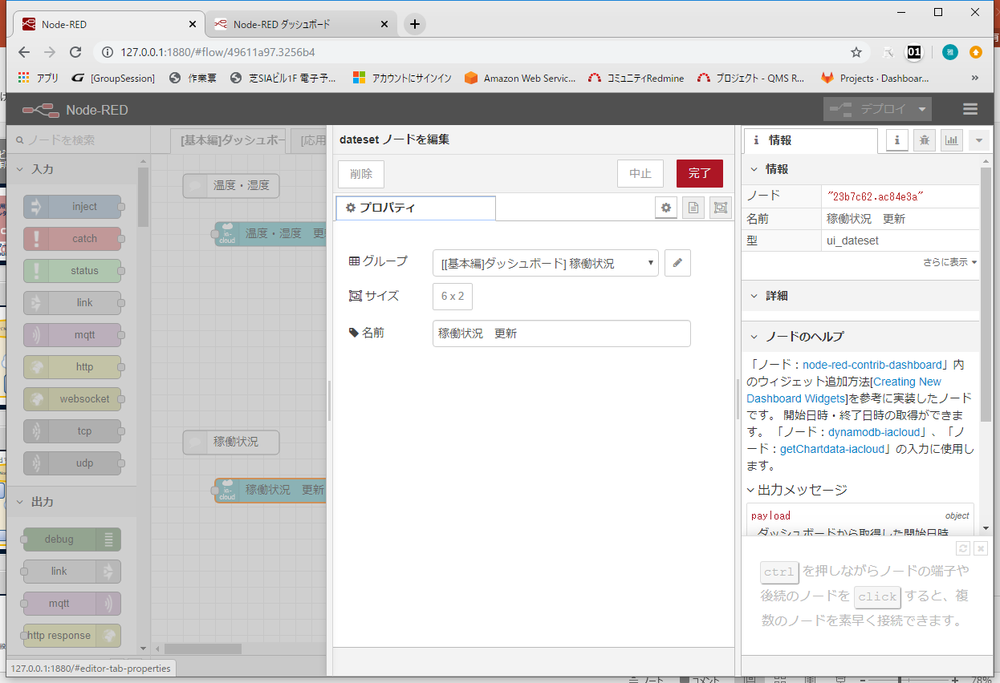 Node-RED
Node-RED ダッシュボード
127.0.0.1:1880/#flow/49611a97.3256b4
01
雅
アプリ
[GroupSession]
作業票
芝SIAビル1F 電子予...
アカウントにサインイン
Amazon Web Servic...
コミュニティRedmine
プロジェクト - QMS R...
Projects · Dashboar...
»
Node-RED
デプロイ
ノードを検索
入力
inject
catch
status
link
mqtt
http
websocket
tcp
udp
出力
debug
link
mqtt
http response
[基本編]ダッシュボー
[応用
温度・湿度
ia-cloud
温度・湿度 更
稼働状況
ia-cloud
稼働状況 更新
dateset ノードを編集
削除
中止
完了
プロパティ
グループ
[[基本編]ダッシュボード] 稼働状況
サイズ
6 x 2
名前
稼働状況 更新
情報
情報
ノード
"23b7c62.ac84e3a"
名前
稼働状況 更新
型
ui_dateset
さらに表示
詳細
ノードのヘルプ
「ノード：node-red-contrib-dashboard」内
のウィジェット追加方法[Creating New
Dashboard Widgets]を参考に実装したノード
です。 開始日時・終了日時の取得ができま
す。 「ノード：dynamodb-iacloud」、「ノ
ード：getChartdata-iacloud」の入力に使用し
ます。
出力メッセージ
payload
object
ダッシュボードから取得した開始日時
ctrl を押しながらノードの端子や
後続のノードを click すると、複
数のノードを素早く接続できます。
127.0.0.1:1880/#editor-tab-properties
ノート
コメント
78%